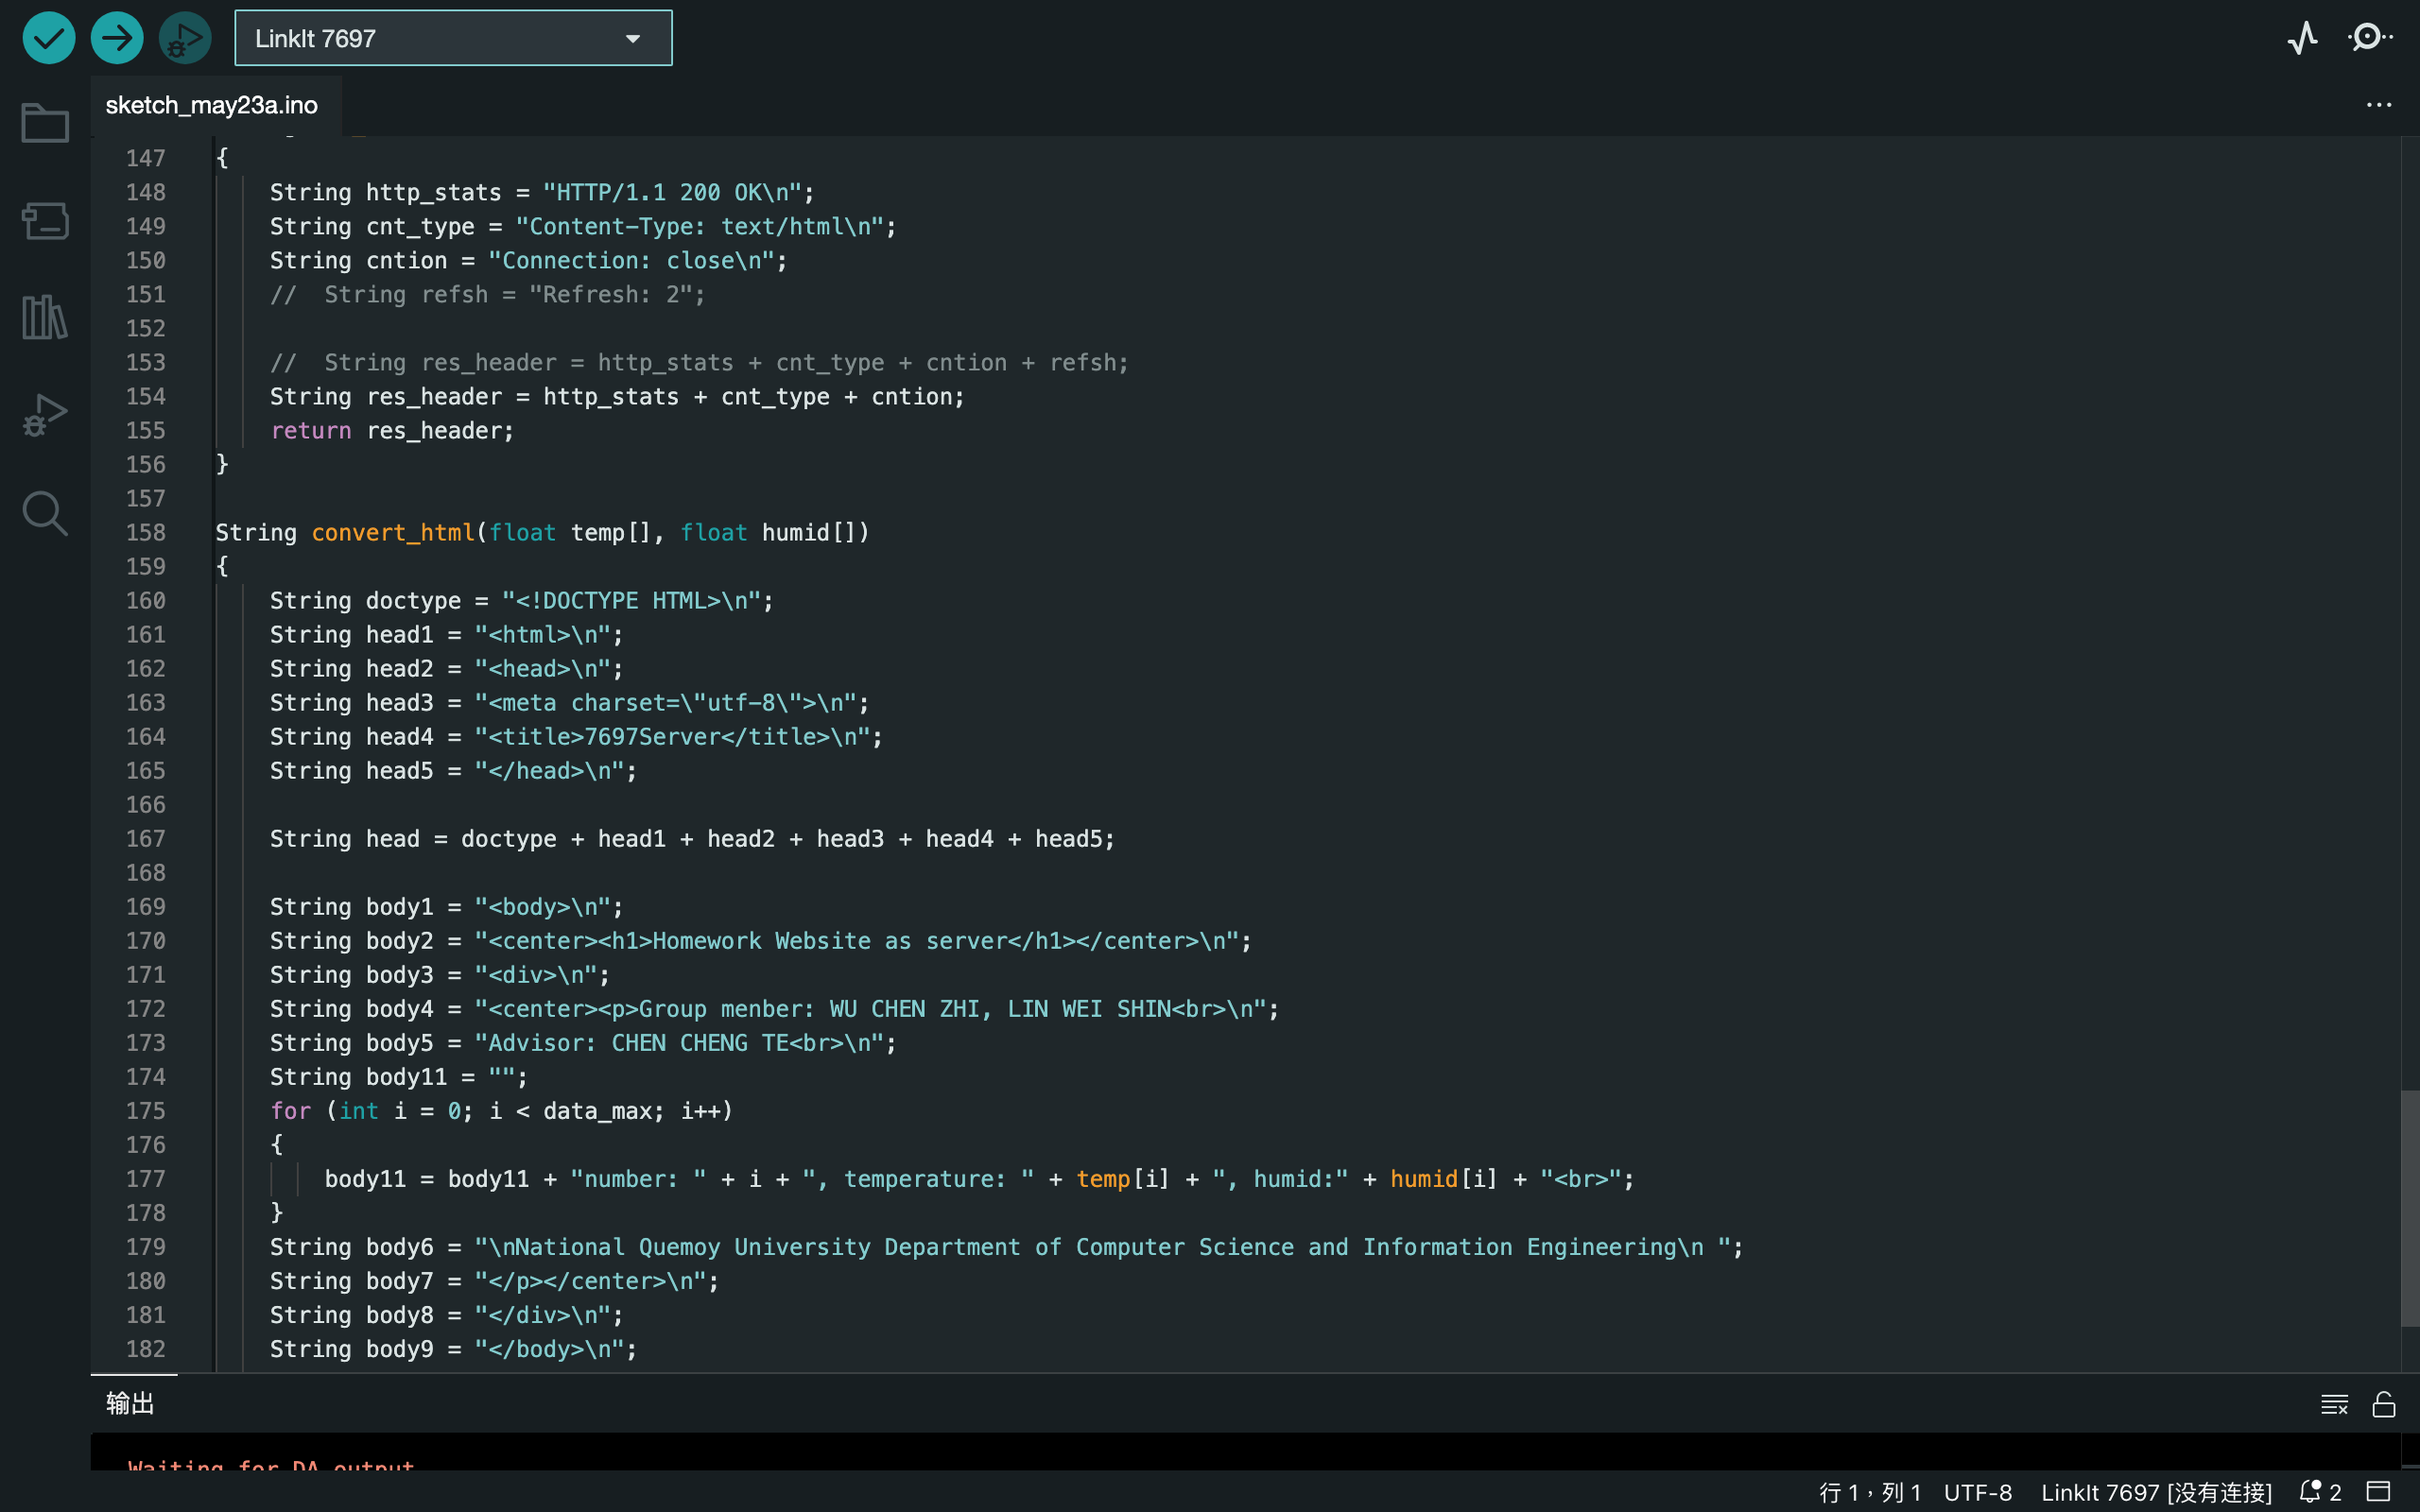 LinkIt 7697
sketch_may23a.ino
147 {
148 String http_stats = "HTTP/1.1 200 OK\n";
149 String cnt_type = "Content-Type: text/html\n";
150 String cntion = "Connection: close\n";
151 //  String refsh = "Refresh: 2";
152
153 //  String res_header = http_stats + cnt_type + cntion + refsh;
154 String res_header = http_stats + cnt_type + cntion;
155 return res_header;
156 }
157
158 String convert_html(float temp[], float humid[])
159 {
160 String doctype = "<!DOCTYPE HTML>\n";
161 String head1 = "<html>\n";
162 String head2 = "<head>\n";
163 String head3 = "<meta charset=\"utf-8\">\n";
164 String head4 = "<title>7697Server</title>\n";
165 String head5 = "</head>\n";
166
167 String head = doctype + head1 + head2 + head3 + head4 + head5;
168
169 String body1 = "<body>\n";
170 String body2 = "<center><h1>Homework Website as server</h1></center>\n";
171 String body3 = "<div>\n";
172 String body4 = "<center><p>Group menber: WU CHEN ZHI, LIN WEI SHIN<br>\n";
173 String body5 = "Advisor: CHEN CHENG TE<br>\n";
174 String body11 = "";
175 for (int i = 0; i < data_max; i++)
176 {
177 body11 = body11 + "number: " + i + ", temperature: " + temp[i] + ", humid:" + humid[i] + "<br>";
178 }
179 String body6 = "\nNational Quemoy University Department of Computer Science and Information Engineering\n ";
180 String body7 = "</p></center>\n";
181 String body8 = "</div>\n";
182 String body9 = "</body>\n";
输出
Waiting for DA output
行 1，列 1 UTF-8 LinkIt 7697 [没有连接] 2